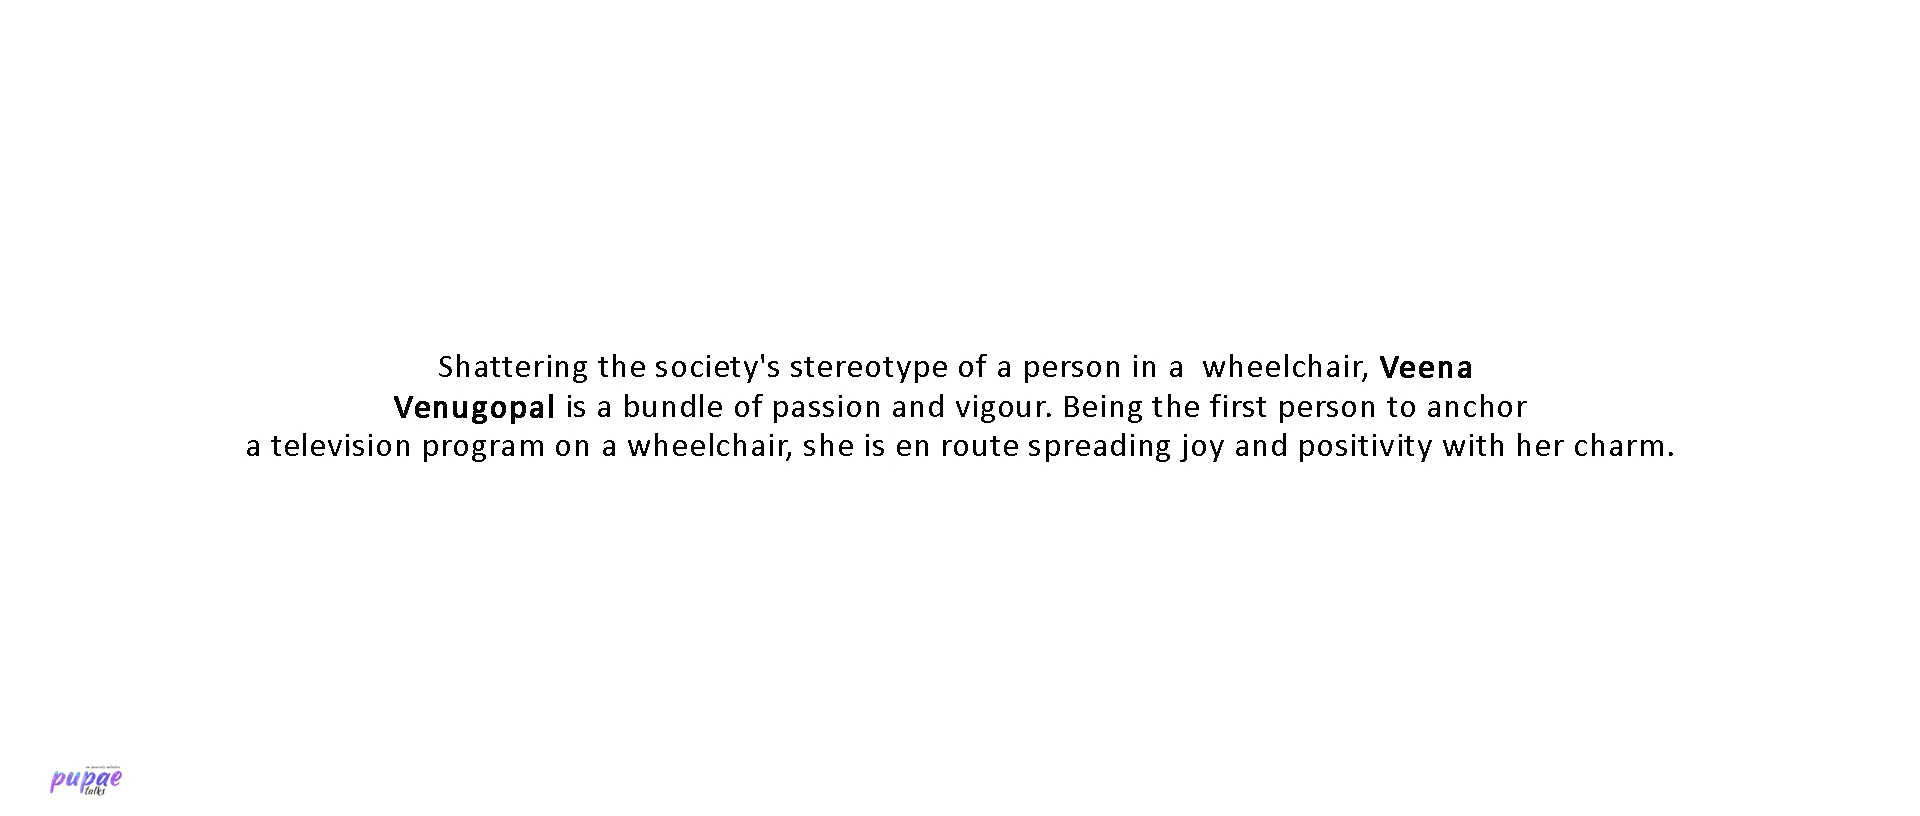 Shattering the society's stereotype of a person in a  wheelchair, Veena
Venugopal is a bundle of passion and vigour. Being the first person to anchor
a television program on a wheelchair, she is en route spreading joy and positivity with her charm.
pupae
talks